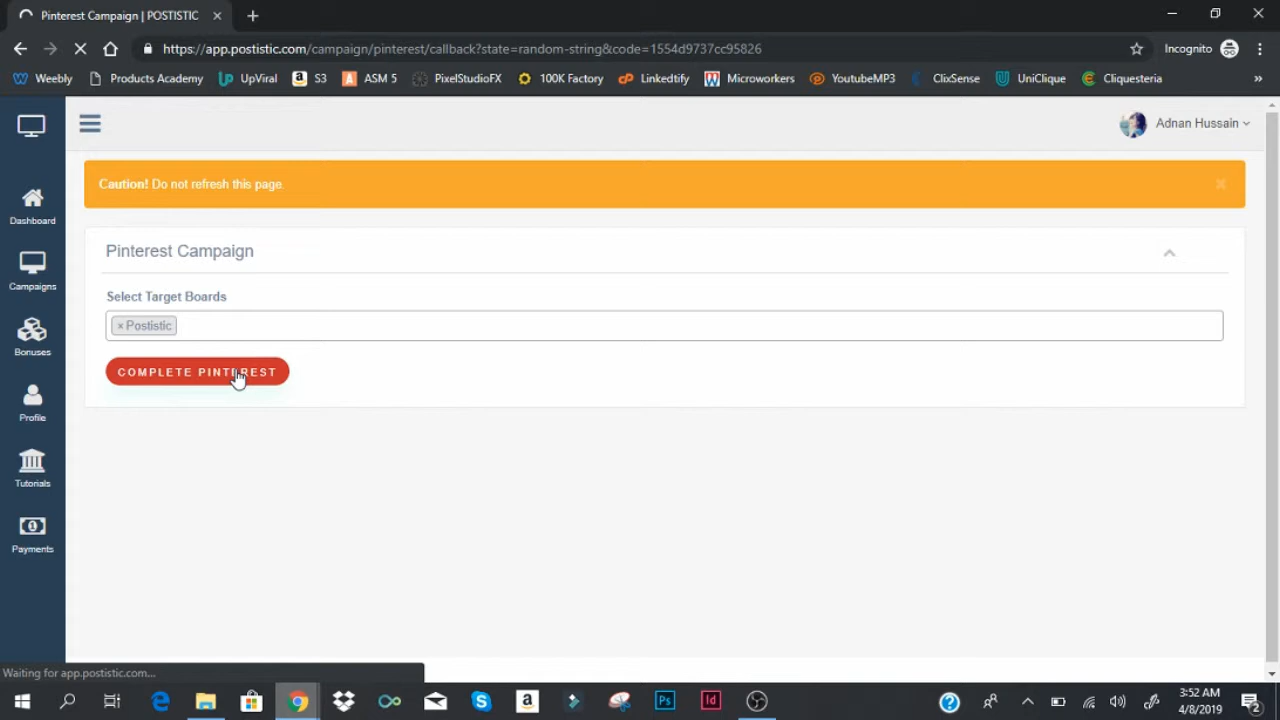 Pinterest Campaign | POSTISTIC
https://app.postistic.com/campaign/pinterest/callback?state=random-string&code=1554d9737cc95826
Incognito
Weebly Products Academy UpViral S3 ASM 5 PixelStudioFX 100K Factory Linkedtify Microworkers YoutubeMP3 ClixSense UniClique Cliquesteria »
Adnan Hussain
Caution! Do not refresh this page.
Pinterest Campaign
Select Target Boards
× Postistic
COMPLETE PINTEREST
Dashboard
Campaigns
Bonuses
Profile
Tutorials
Payments
Waiting for app.postistic.com...
Ps
Id
3:52 AM
4/8/2019
2